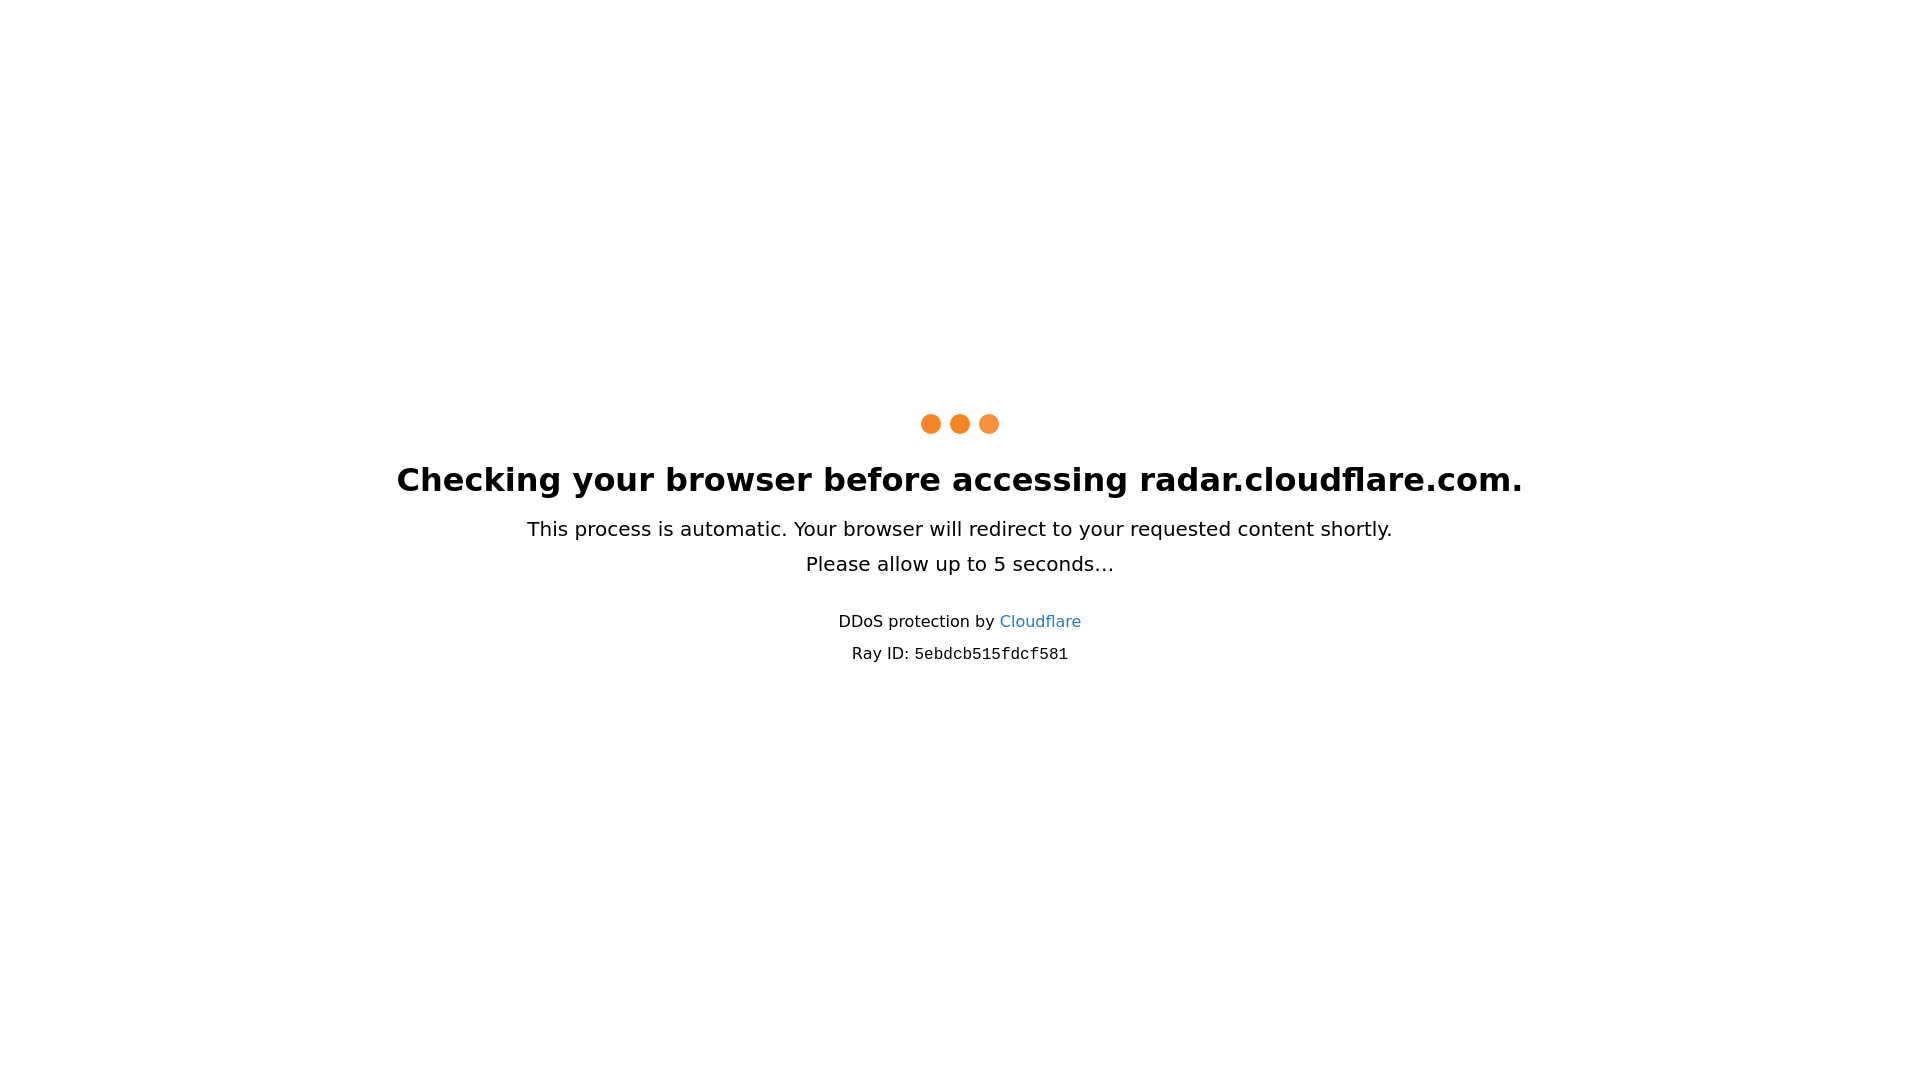 Checking your browser before accessing radar.cloudflare.com.
This process is automatic. Your browser will redirect to your requested content shortly.
Please allow up to 5 seconds…
DDoS protection by Cloudflare
Ray ID: 5ebdcb515fdcf581